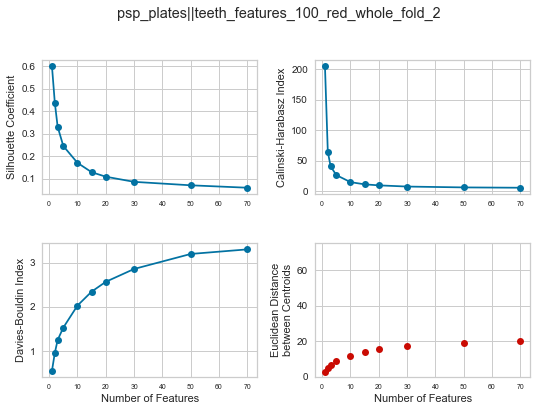 psp_plates||teeth_features_100_red_whole_fold_2
Silhouette Coefficient
0.6
0.5
0.4
0.3
0.2
0.1
0 10 20 30 40 50 60 70
Calinski-Harabasz Index
200
150
100
50
0
0 10 20 30 40 50 60 70
Davies-Bouldin Index
3
2
1
0 10 20 30 40 50 60 70
Number of Features
Euclidean Distance
between Centroids
60
40
20
0
0 10 20 30 40 50 60 70
Number of Features